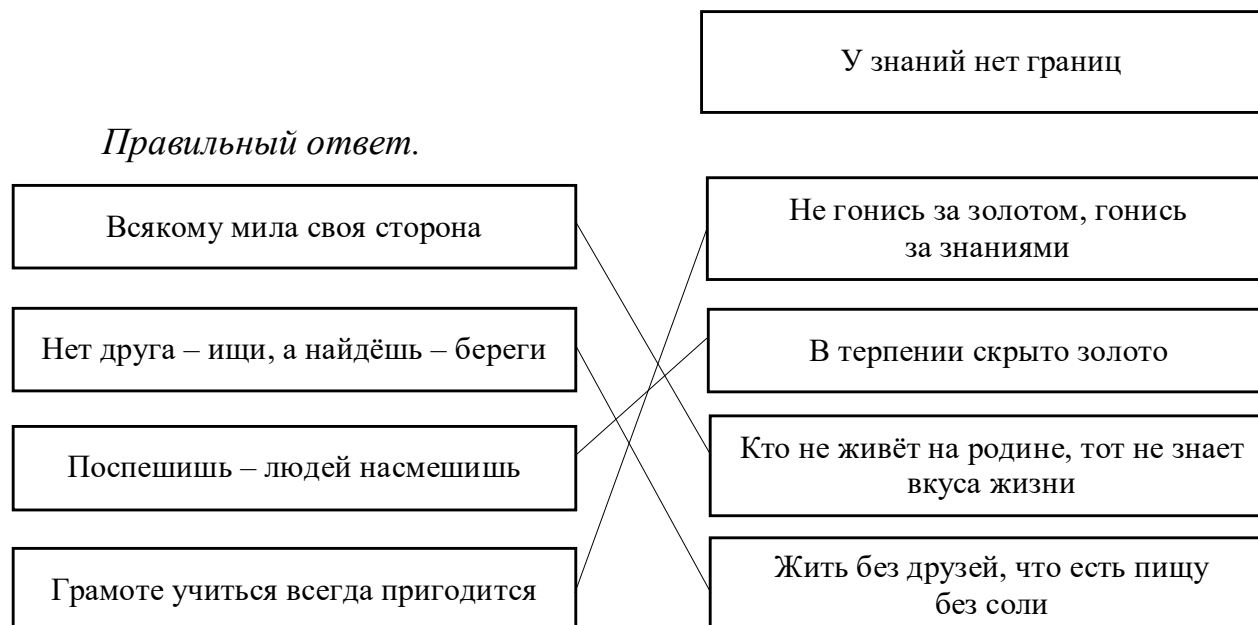 У знаний нет границ
Правильный ответ.
Всякому мила своя сторона
Не гонись за золотом, гонись
за знаниями
Нет друга – ищи, а найдёшь – береги
В терпении скрыто золото
Поспешишь – людей насмешишь
Кто не живёт на родине, тот не знает
вкуса жизни
Грамоте учиться всегда пригодится
Жить без друзей, что есть пищу
без соли